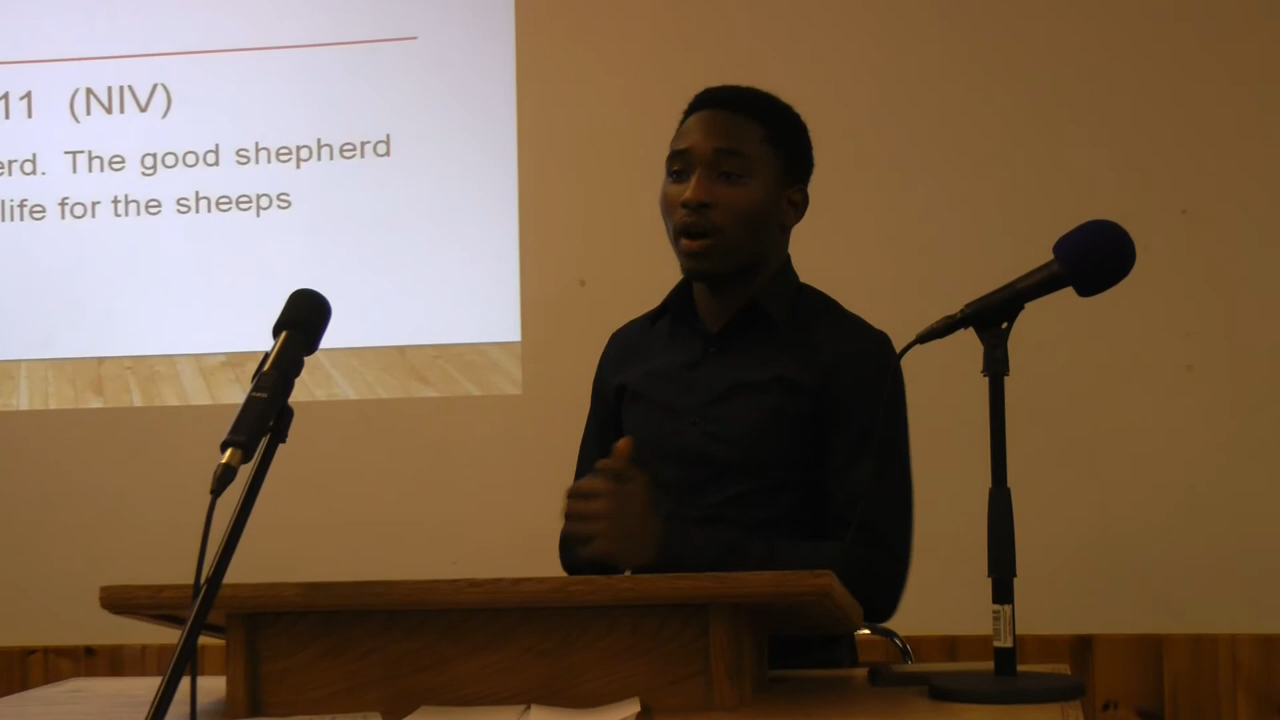 11 (NIV)
erd. The good shepherd
life for the sheeps